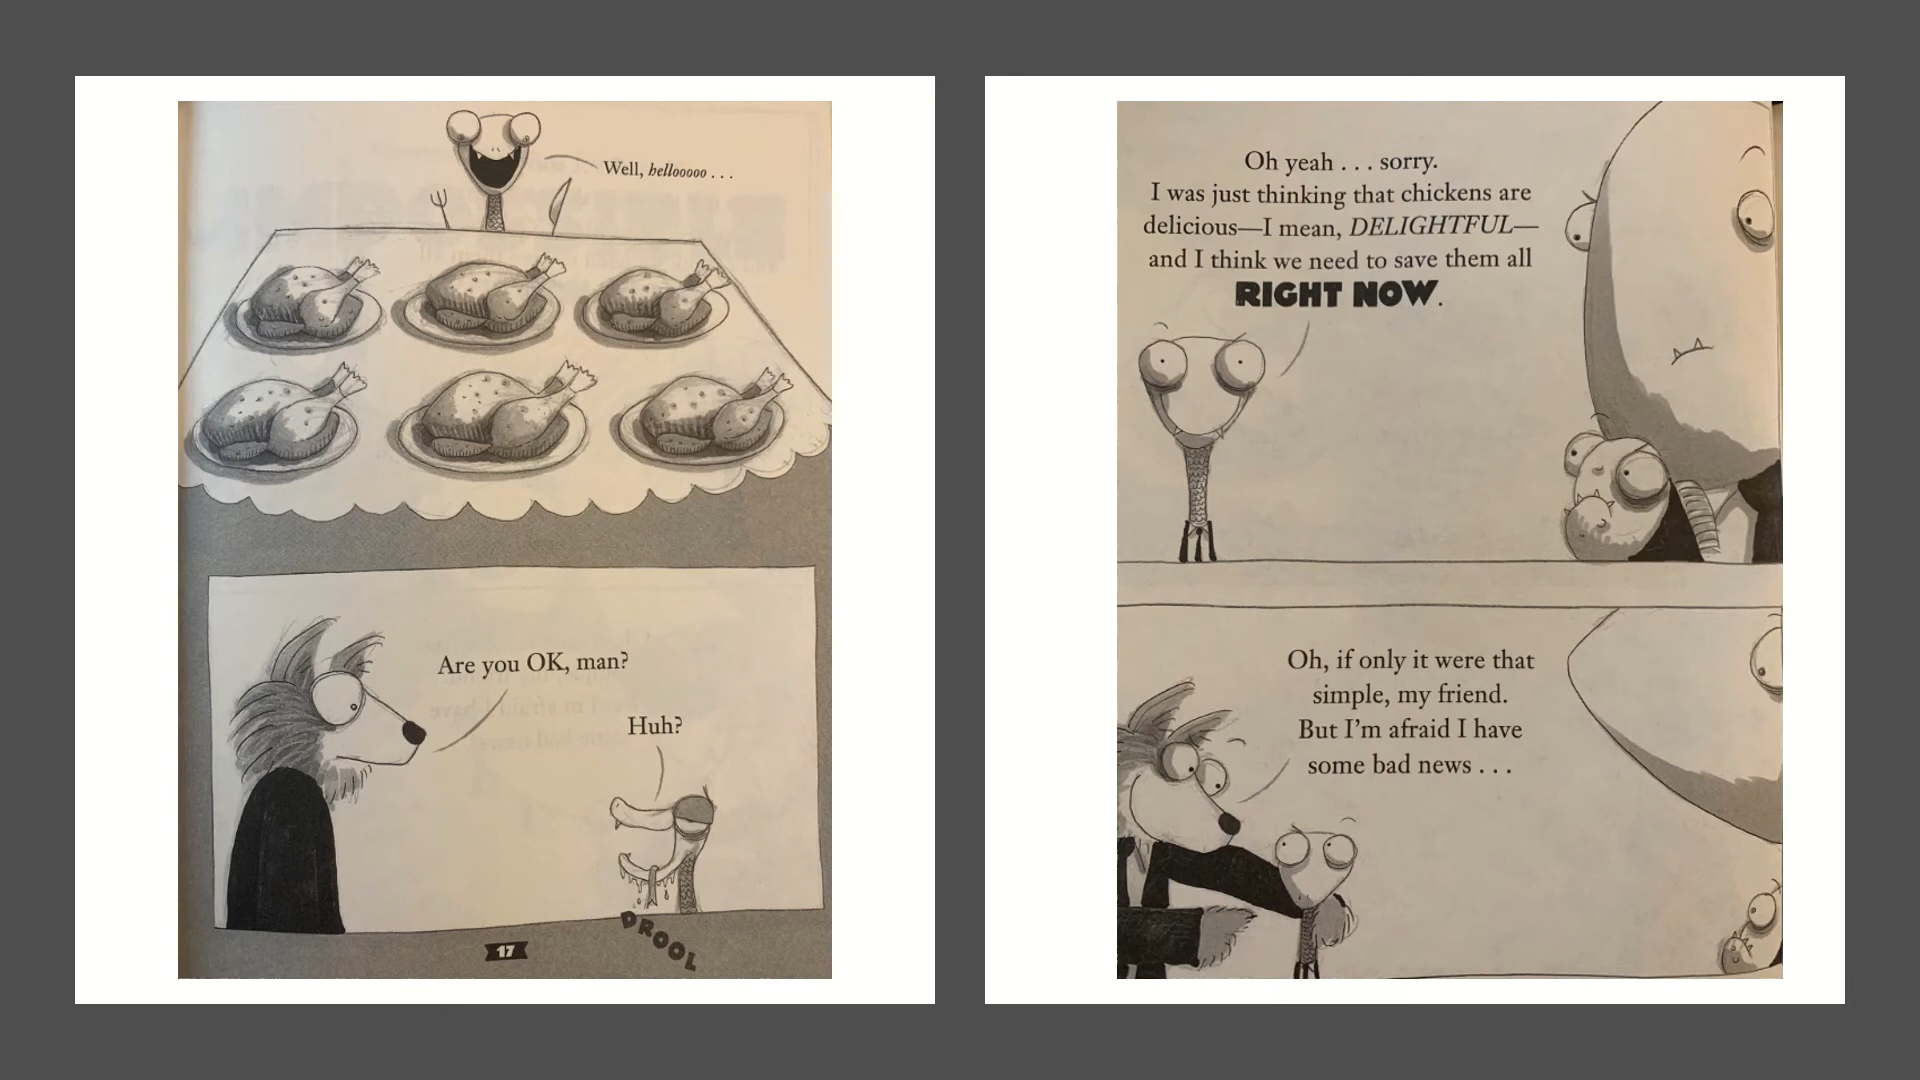 Well, hellooooo . . .
Are you OK, man?
Huh?
DROOL
17
Oh yeah . . . sorry.
I was just thinking that chickens are
delicious—I mean, DELIGHTFUL—
and I think we need to save them all
RIGHT NOW.
Oh, if only it were that
simple, my friend.
But I'm afraid I have
some bad news . . .